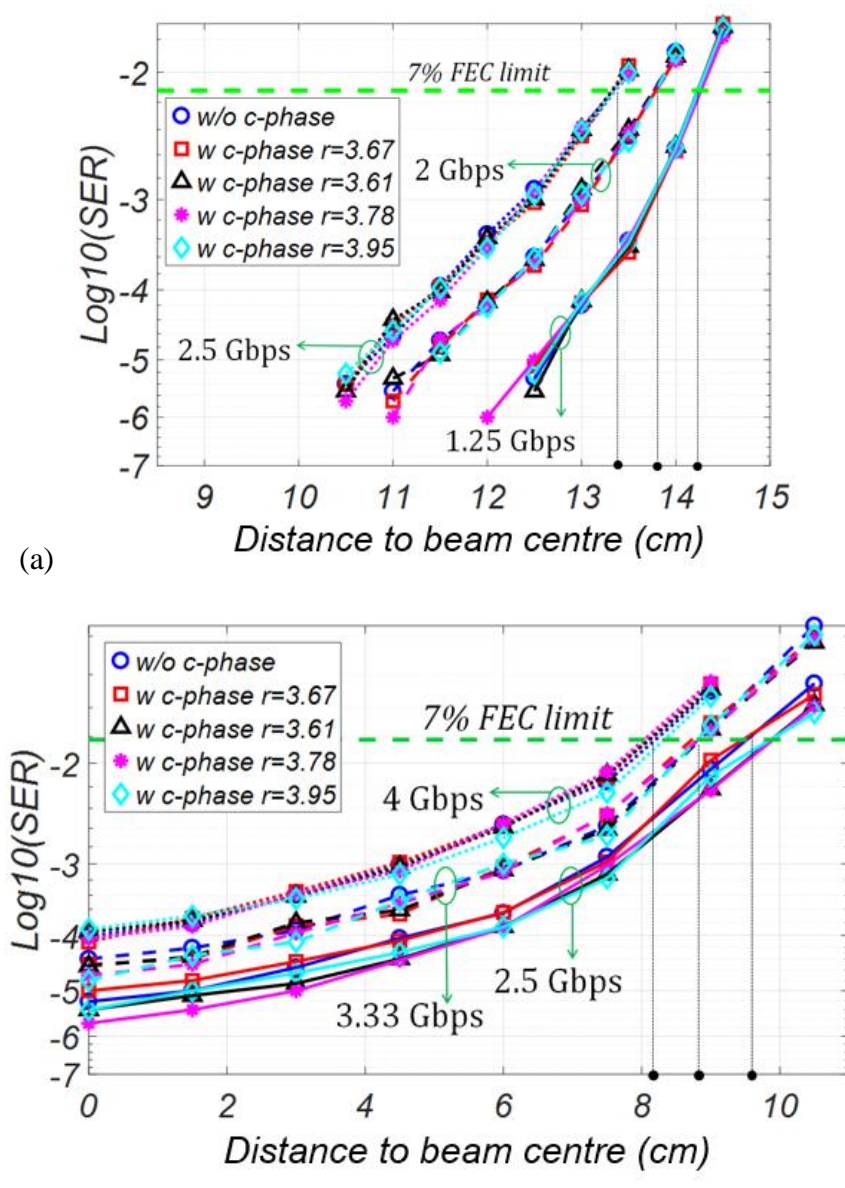 7% FEC limit
w/o c-phase
w c-phase r=3.67
w c-phase r=3.61
w c-phase r=3.78
w c-phase r=3.95
2 Gbps
2.5 Gbps
1.25 Gbps
Log10(SER)
-2
-3
-4
-5
-6
-7
9 10 11 12 13 14 15
Distance to beam centre (cm)
(a)
w/o c-phase
w c-phase r=3.67
w c-phase r=3.61
w c-phase r=3.78
w c-phase r=3.95
7% FEC limit
4 Gbps
2.5 Gbps
3.33 Gbps
Log10(SER)
-2
-3
-4
-5
-6
-7
0 2 4 6 8 10
Distance to beam centre (cm)